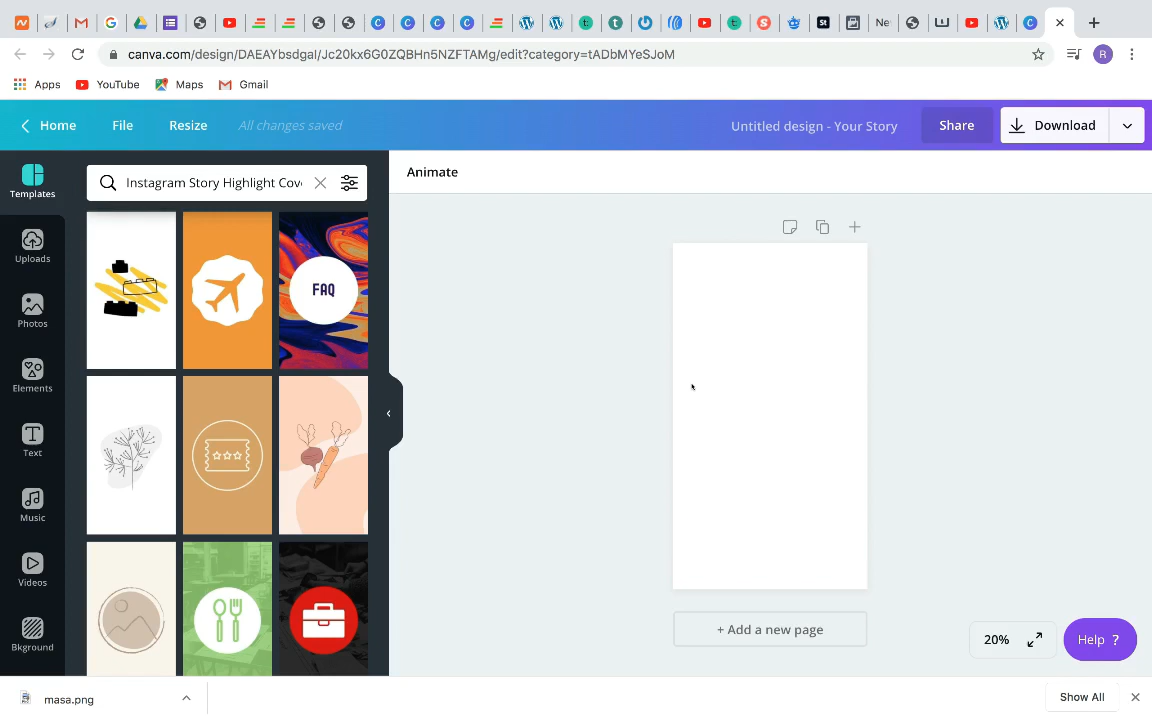 canva.com/design/DAEAYbsdgaI/Jc20kx6G0ZQBHn5NZFTAMg/edit?category=tADbMYeSJoM
R
Apps YouTube Maps Gmail
Home File Resize All changes saved Untitled design - Your Story Share Download
Templates
Uploads
Photos
Elements
Text
Music
Videos
Bkground
Instagram Story Highlight Cov
FAQ
Animate
+ Add a new page
20%
Help ?
masa.png
Show All